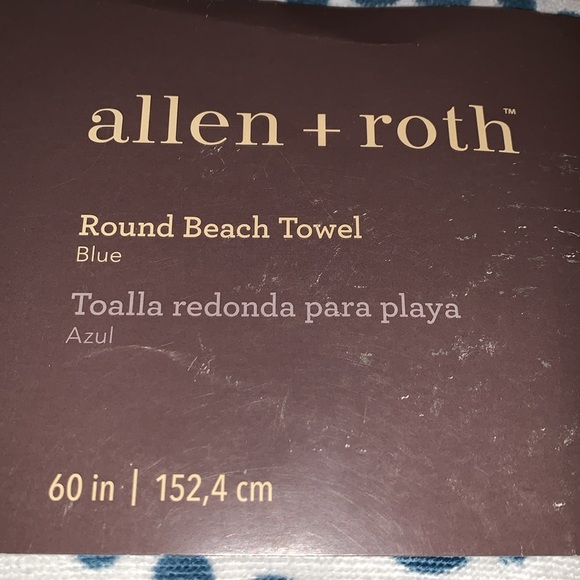 allen + roth™
Round Beach Towel
Blue
Toalla redonda para playa
Azul
60 in | 152,4 cm